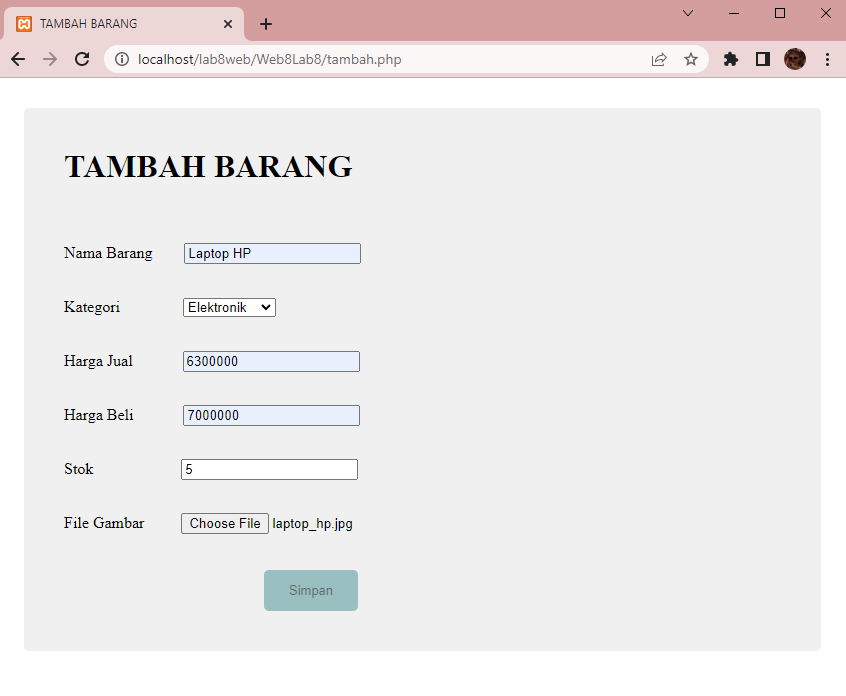 TAMBAH BARANG
localhost/lab8web/Web8Lab8/tambah.php
TAMBAH BARANG
Nama Barang Laptop HP
Kategori Elektronik
Harga Jual 6300000
Harga Beli 7000000
Stok 5
File Gambar Choose File laptop_hp.jpg
Simpan